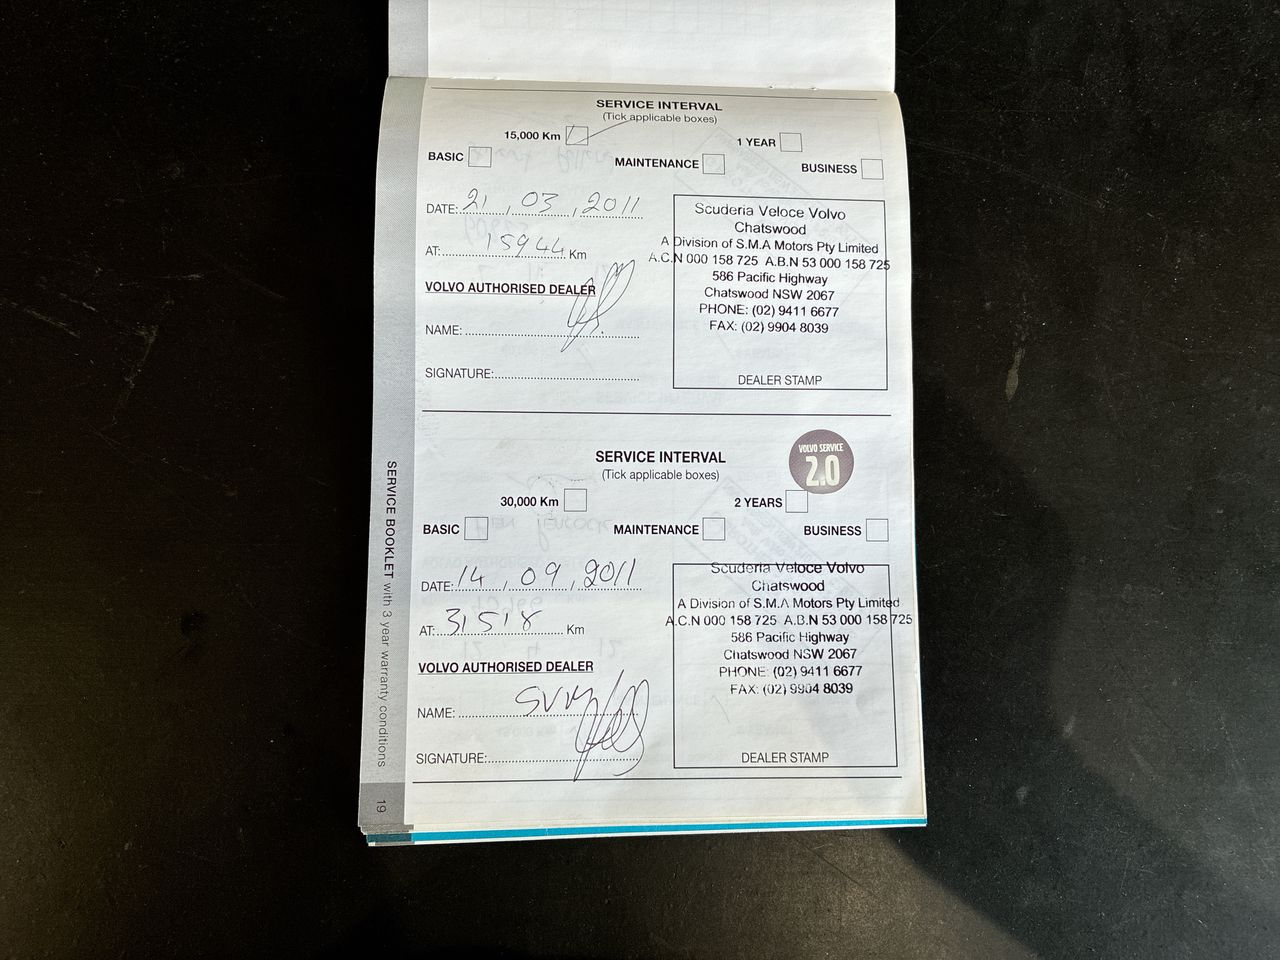 SERVICE INTERVAL
(Tick applicable boxes)
15,000 Km 1 YEAR
BASIC MAINTENANCE BUSINESS
DATE: 21, 03, 2011
AT: 15944 Km
VOLVO AUTHORISED DEALER
NAME:
SIGNATURE:
Scuderia Veloce Volvo
Chatswood
A Division of S.M.A Motors Pty Limited
A.C.N 000 158 725 A.B.N 53 000 158 725
586 Pacific Highway
Chatswood NSW 2067
PHONE: (02) 9411 6677
FAX: (02) 9904 8039
DEALER STAMP
SERVICE INTERVAL
(Tick applicable boxes)
VOLVO SERVICE
2.0
30,000 Km 2 YEARS
BASIC MAINTENANCE BUSINESS
DATE: 14, 09, 2011
AT: 31518 Km
VOLVO AUTHORISED DEALER
NAME: SVM
SIGNATURE:
Scuderia Veloce Volvo
Chatswood
A Division of S.M.A Motors Pty Limited
A.C.N 000 158 725 A.B.N 53 000 158 725
586 Pacific Highway
Chatswood NSW 2067
PHONE: (02) 9411 6677
FAX: (02) 9904 8039
DEALER STAMP
SERVICE BOOKLET with 3 year warranty conditions
19